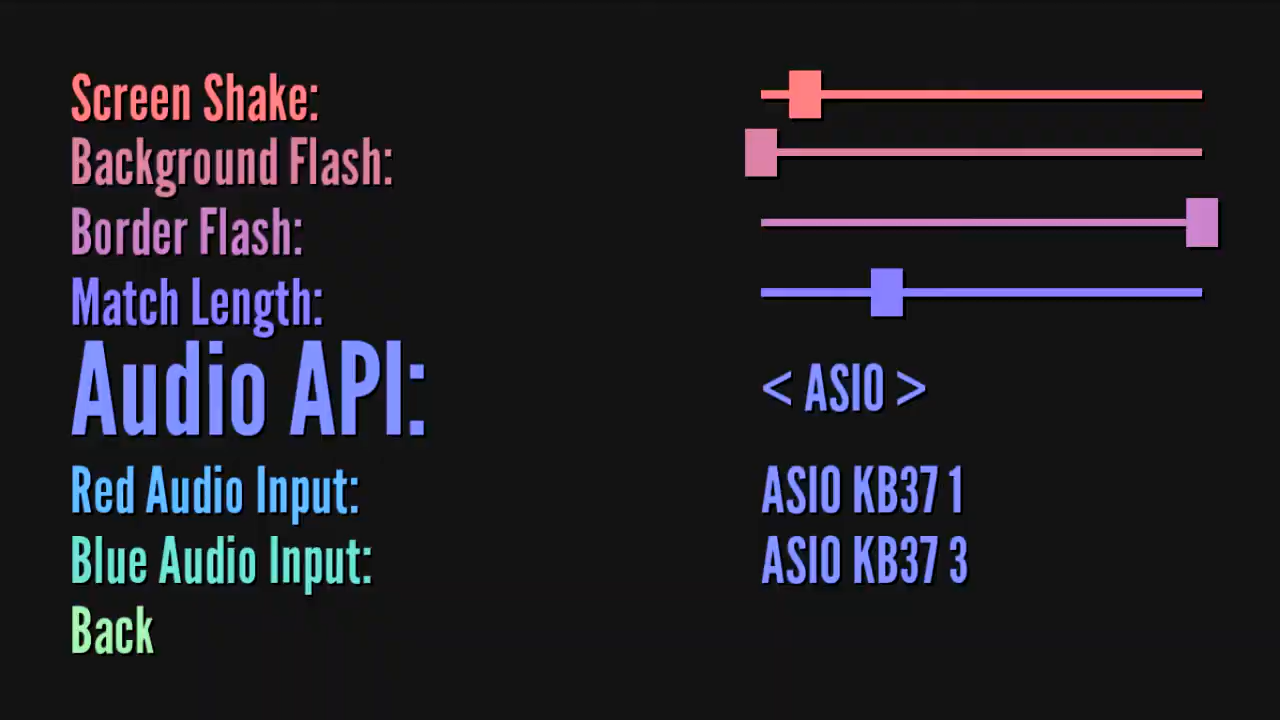 Screen Shake:
Background Flash:
Border Flash:
Match Length:
Audio API: < ASIO >
Red Audio Input: ASIO KB37 1
Blue Audio Input: ASIO KB37 3
Back